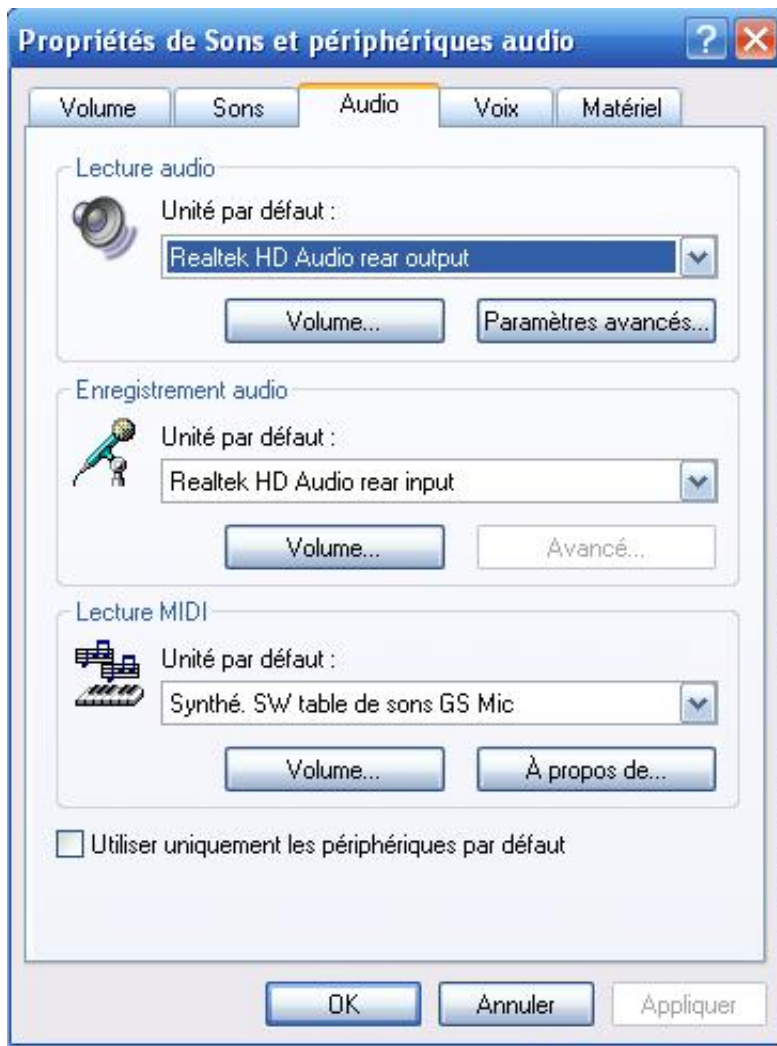 Propriétés de Sons et périphériques audio
Volume Sons Audio Voix Matériel
Lecture audio
Unité par défaut :
Realtek HD Audio rear output
Volume... Paramètres avancés...
Enregistrement audio
Unité par défaut :
Realtek HD Audio rear input
Volume... Avancé...
Lecture MIDI
Unité par défaut :
Synthé. SW table de sons GS Mic
Volume... À propos de...
Utiliser uniquement les périphériques par défaut
OK Annuler Appliquer